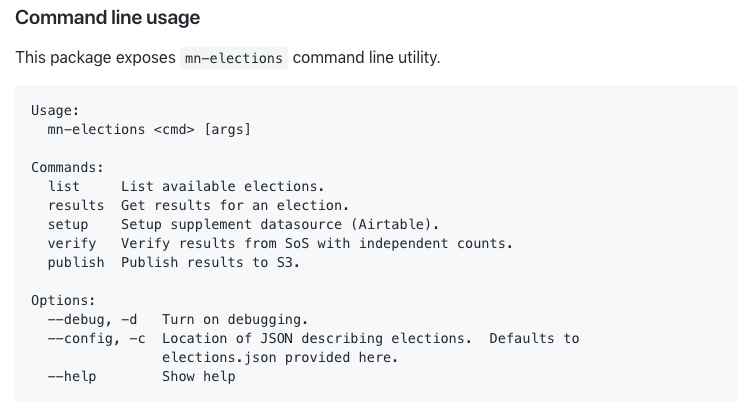 Command line usage
This package exposes mn-elections command line utility.
Usage:
  mn-elections <cmd> [args]
Commands:
  list     List available elections.
  results  Get results for an election.
  setup    Setup supplement datasource (Airtable).
  verify   Verify results from SoS with independent counts.
  publish  Publish results to S3.
Options:
  --debug, -d   Turn on debugging.
  --config, -c  Location of JSON describing elections.  Defaults to
                elections.json provided here.
  --help        Show help